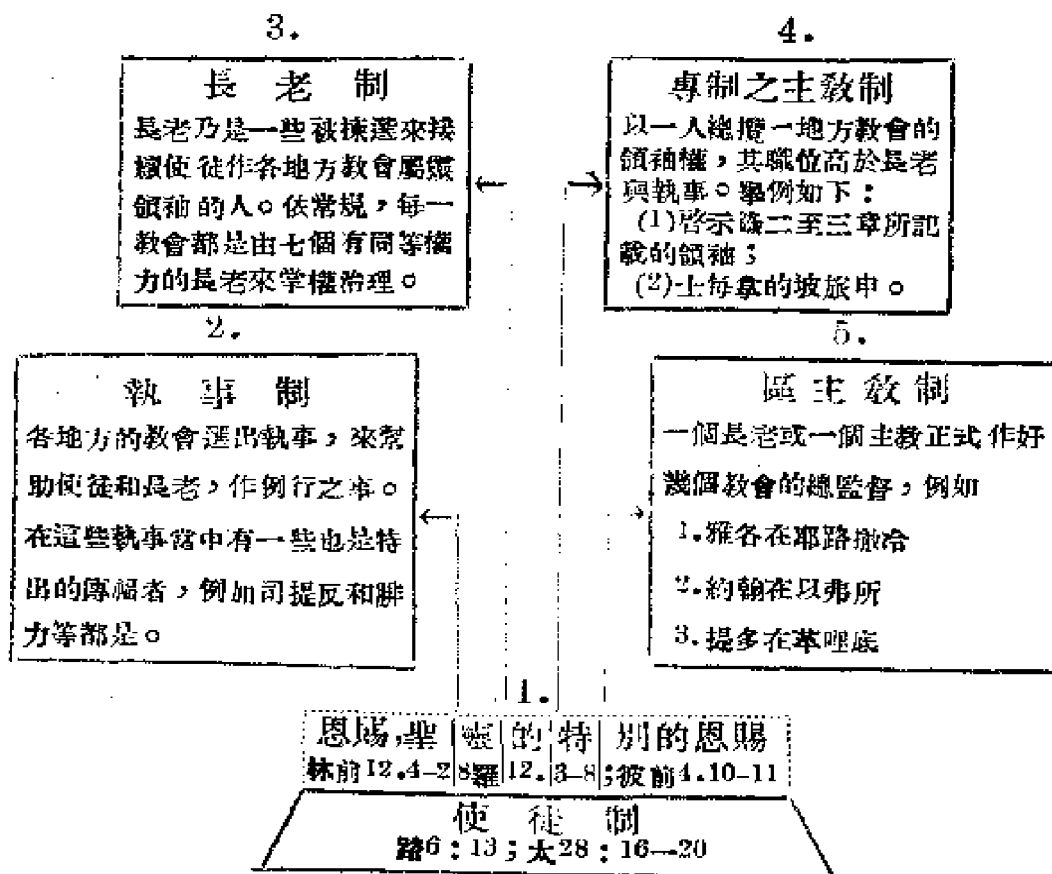 3.
長老制
長老乃是一些被揀選來接
續使徒作各地方教會屬靈
領袖的人。依常規，每一
教會都是由七個有同等權
力的長老來掌權治理。
4.
專制之主敎制
以一人總攬一地方教會的
領袖權，其職位高於長老
與執事。舉例如下：
(1)啓示錄二至三章所記
載的領袖；
(2)士每拿的坡旅甲。
2.
執事制
各地方的教會選出執事，來幫
助使徒和長老，作例行之事。
在這些執事當中有一些也是特
出的傳福者，例如司提反和腓
力等都是。
5.
區主敎制
一個長老或一個主教正式作好
幾個教會的總監督，例如
1.雅各在耶路撒冷
2.約翰在以弗所
3.提多在革哩底
1.
恩賜,聖靈的特別的恩賜
林前12.4-28羅12.3-8;彼前4.10-11
使徒制
路6：13；太28：16—20